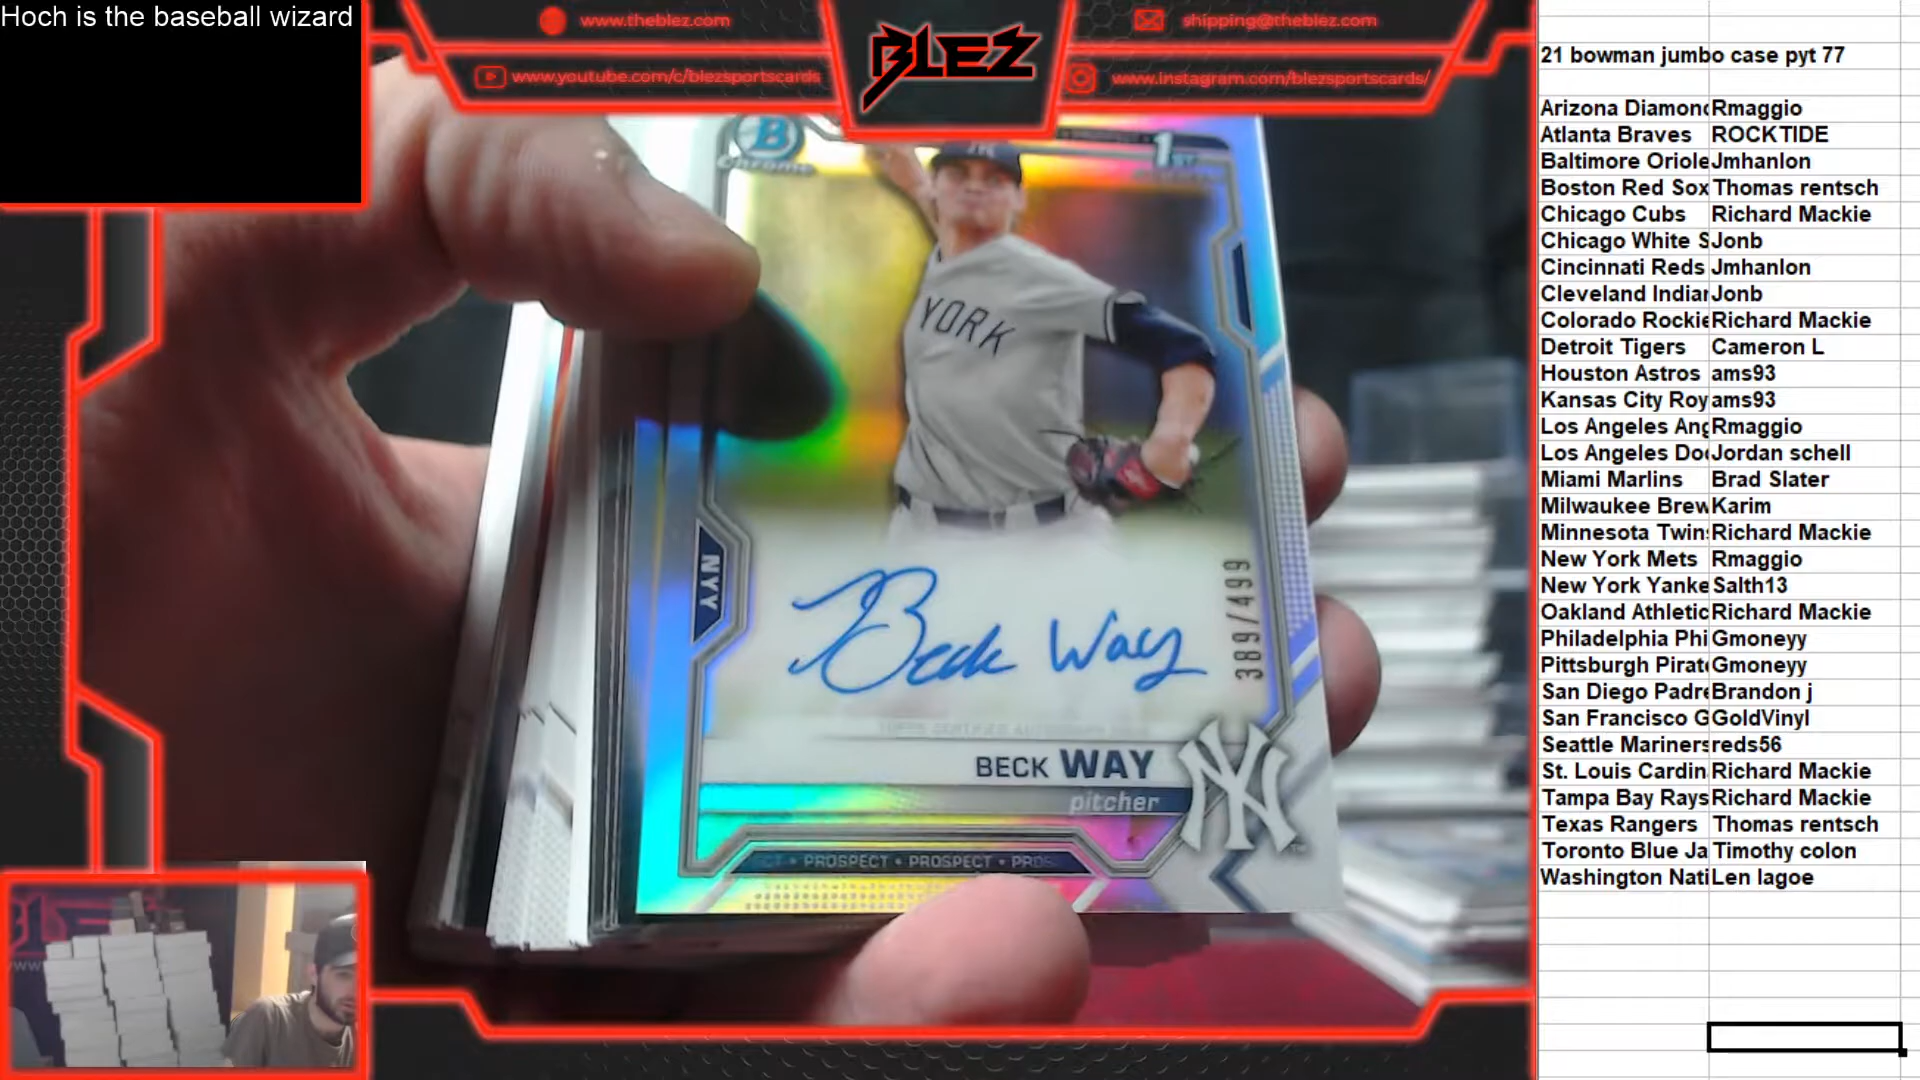 Hoch is the baseball wizard
www.theblez.com
BLEZ
shipping@theblez.com
www.youtube.com/c/blezsportscards
www.instagram.com/blezsportscards/
B
Chrome
1ST
YORK
NYY
Beck Way
389/499
BECK WAY
pitcher
NY
PROSPECT • PROSPECT •
21 bowman jumbo case pyt 77
Arizona Diamon Rmaggio
Atlanta Braves ROCKTIDE
Baltimore Oriole Jmhanlon
Boston Red Sox Thomas rentsch
Chicago Cubs Richard Mackie
Chicago White S Jonb
Cincinnati Reds Jmhanlon
Cleveland Indian Jonb
Colorado Rockie Richard Mackie
Detroit Tigers Cameron L
Houston Astros ams93
Kansas City Roy ams93
Los Angeles Ang Rmaggio
Los Angeles Do Jordan schell
Miami Marlins Brad Slater
Milwaukee Brew Karim
Minnesota Twins Richard Mackie
New York Mets Rmaggio
New York Yanke Salth13
Oakland Athletic Richard Mackie
Philadelphia Phi Gmoneyy
Pittsburgh Pirate Gmoneyy
San Diego Padre Brandon j
San Francisco G GoldVinyl
Seattle Mariners reds56
St. Louis Cardin Richard Mackie
Tampa Bay Rays Richard Mackie
Texas Rangers Thomas rentsch
Toronto Blue Ja Timothy colon
Washington Nati Len lagoe